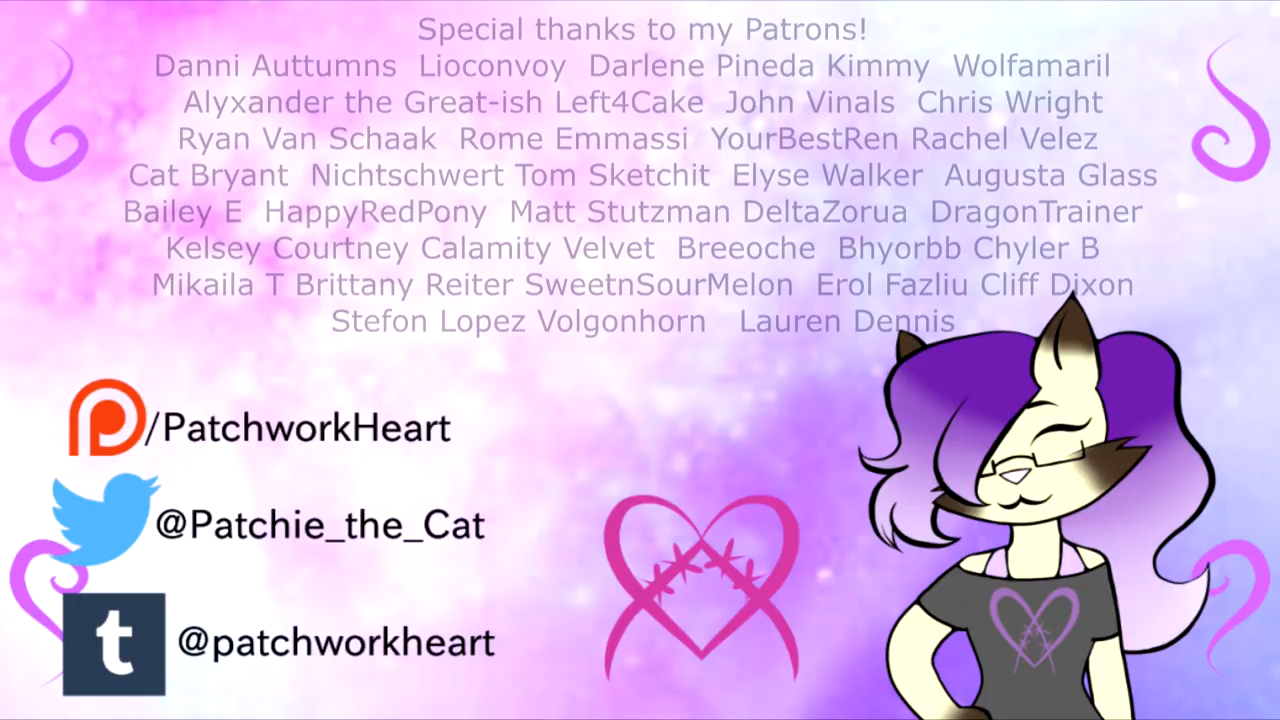 Special thanks to my Patrons!
Danni Auttumns Lioconvoy Darlene Pineda Kimmy Wolfamaril
Alyxander the Great-ish Left4Cake John Vinals Chris Wright
Ryan Van Schaak Rome Emmassi YourBestRen Rachel Velez
Cat Bryant Nichtschwert Tom Sketchit Elyse Walker Augusta Glass
Bailey E HappyRedPony Matt Stutzman DeltaZorua DragonTrainer
Kelsey Courtney Calamity Velvet Breeoche Bhyorbb Chyler B
Mikaila T Brittany Reiter SweetnSourMelon Erol Fazliu Cliff Dixon
Stefon Lopez Volgonhorn Lauren Dennis
/PatchworkHeart
@Patchie_the_Cat
t @patchworkheart